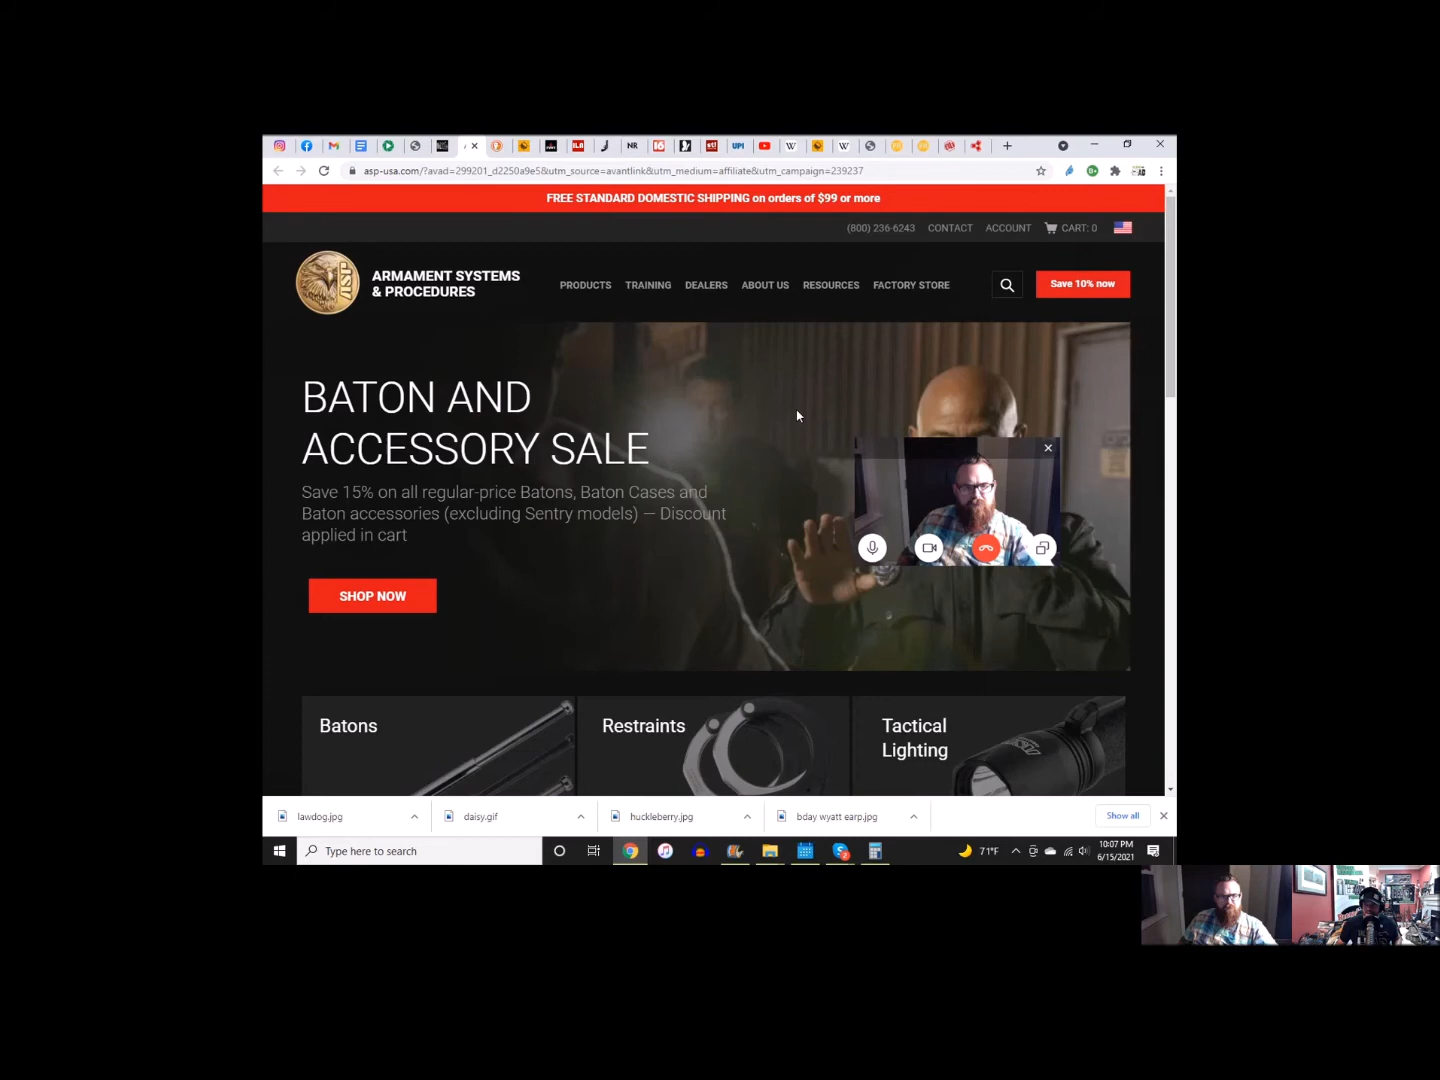 NR
UPI
W
W
asp-usa.com/?avad=299201_d2250a9e5&utm_source=avantlink&utm_medium=affiliate&utm_campaign=239237
FREE STANDARD DOMESTIC SHIPPING on orders of $99 or more
(800) 236-6243 CONTACT ACCOUNT CART: 0
ASP
ARMAMENT SYSTEMS
& PROCEDURES
PRODUCTS TRAINING DEALERS ABOUT US RESOURCES FACTORY STORE
Save 10% now
BATON AND
ACCESSORY SALE
Save 15% on all regular-price Batons, Baton Cases and
Baton accessories (excluding Sentry models) — Discount
applied in cart
SHOP NOW
Batons
Restraints
Tactical
Lighting
lawdog.jpg
daisy.gif
huckleberry.jpg
bday wyatt earp.jpg
Show all
Type here to search
71°F
10:07 PM
6/15/2021